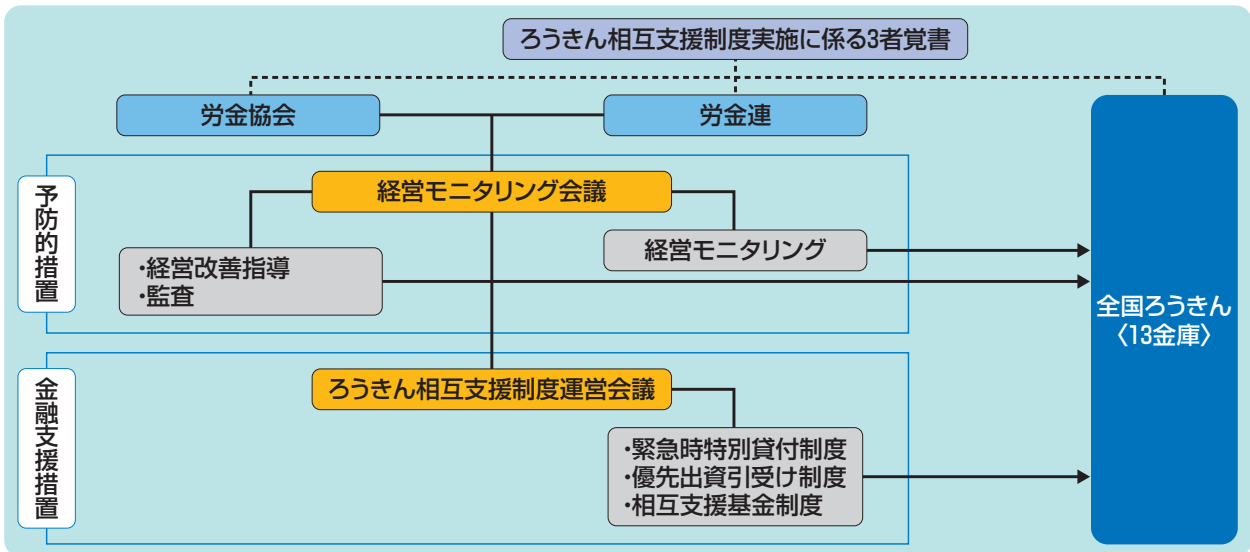 ろうきん相互支援制度実施に係る3者覚書
労金協会
労金連
予防的措置
経営モニタリング会議
経営モニタリング
・経営改善指導
・監査
全国ろうきん
〈13金庫〉
金融支援措置
ろうきん相互支援制度運営会議
・緊急時特別貸付制度
・優先出資引受け制度
・相互支援基金制度